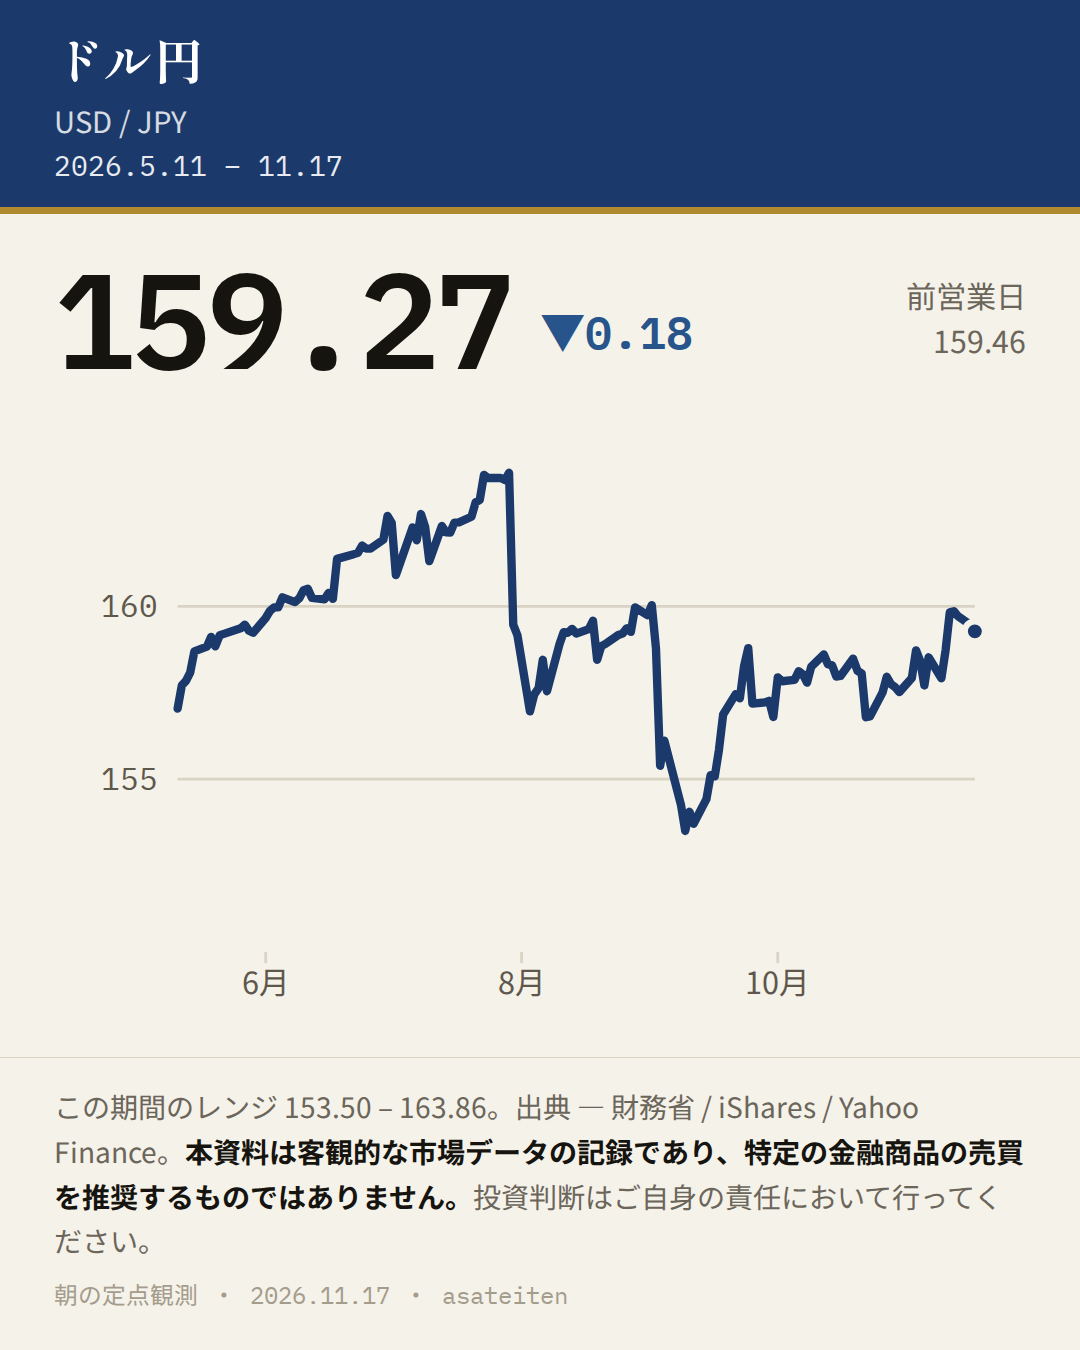 ドル円
USD / JPY
2026.5.11 – 11.17
159.27 ▼0.18
前営業日
159.46
160
155
6月 8月 10月
この期間のレンジ 153.50 – 163.86。出典 — 財務省 / iShares / Yahoo
Finance。本資料は客観的な市場データの記録であり、特定の金融商品の売買
を推奨するものではありません。投資判断はご自身の責任において行ってく
ださい。
朝の定点観測 ・ 2026.11.17 ・ asateiten